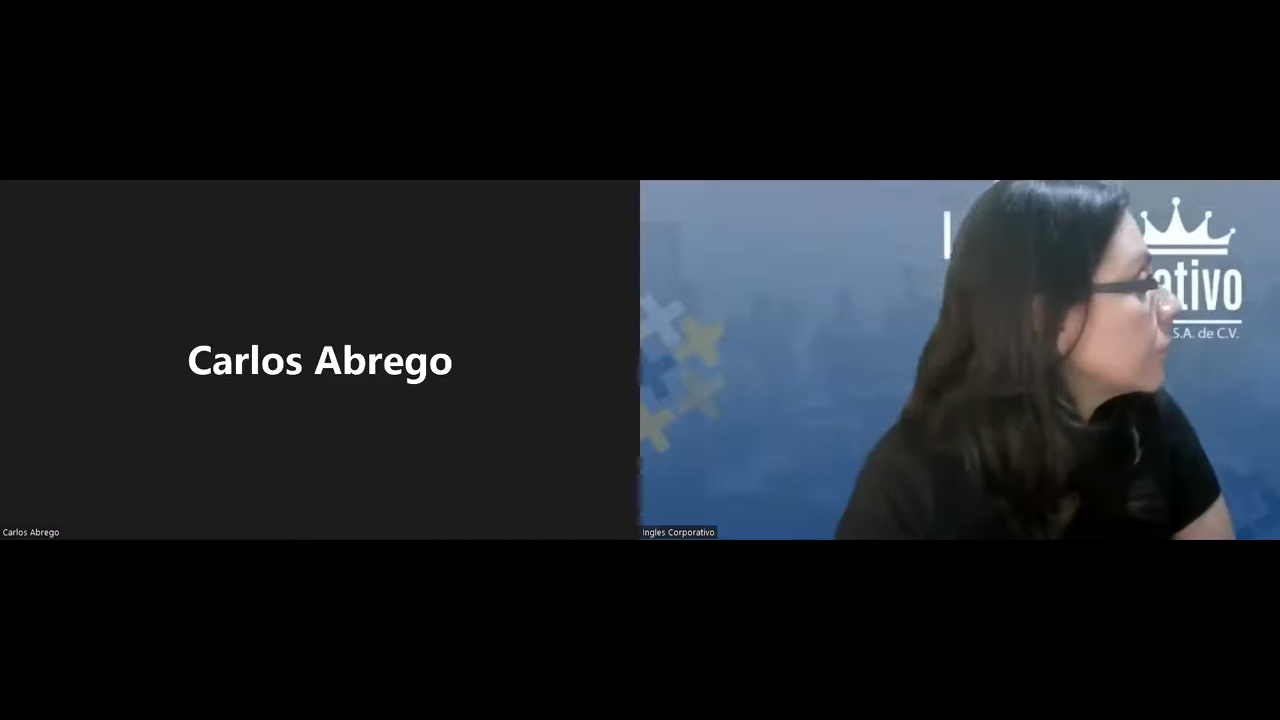 Carlos Abrego
Carlos Abrego
ativo
S.A. de C.V.
Ingles Corporativo